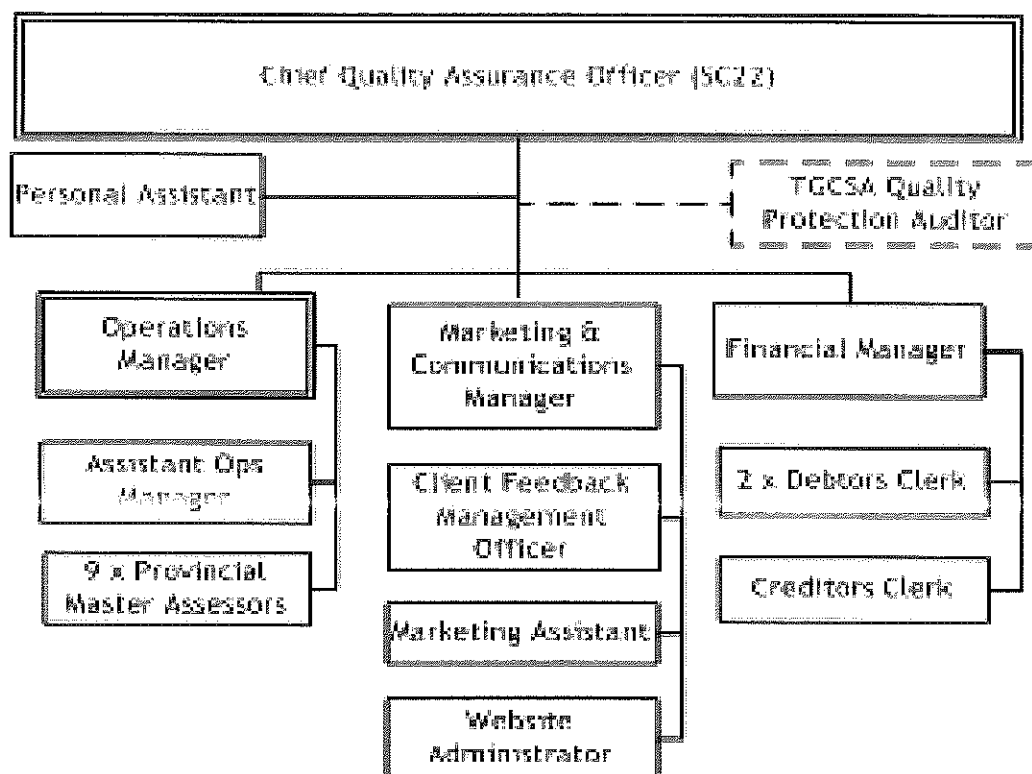 Chief Quality Assurance Officer (SC22)
Personal Assistant
TGCSA Quality
Protection Auditor
Operations
Manager
Marketing &
Communications
Manager
Financial Manager
Assistant Ops
Manager
Client Feedback
Management
Officer
2 x Debtors Clerk
9 x Provincial
Master Assessors
Creditors Clerk
Marketing Assistant
Website
Administrator